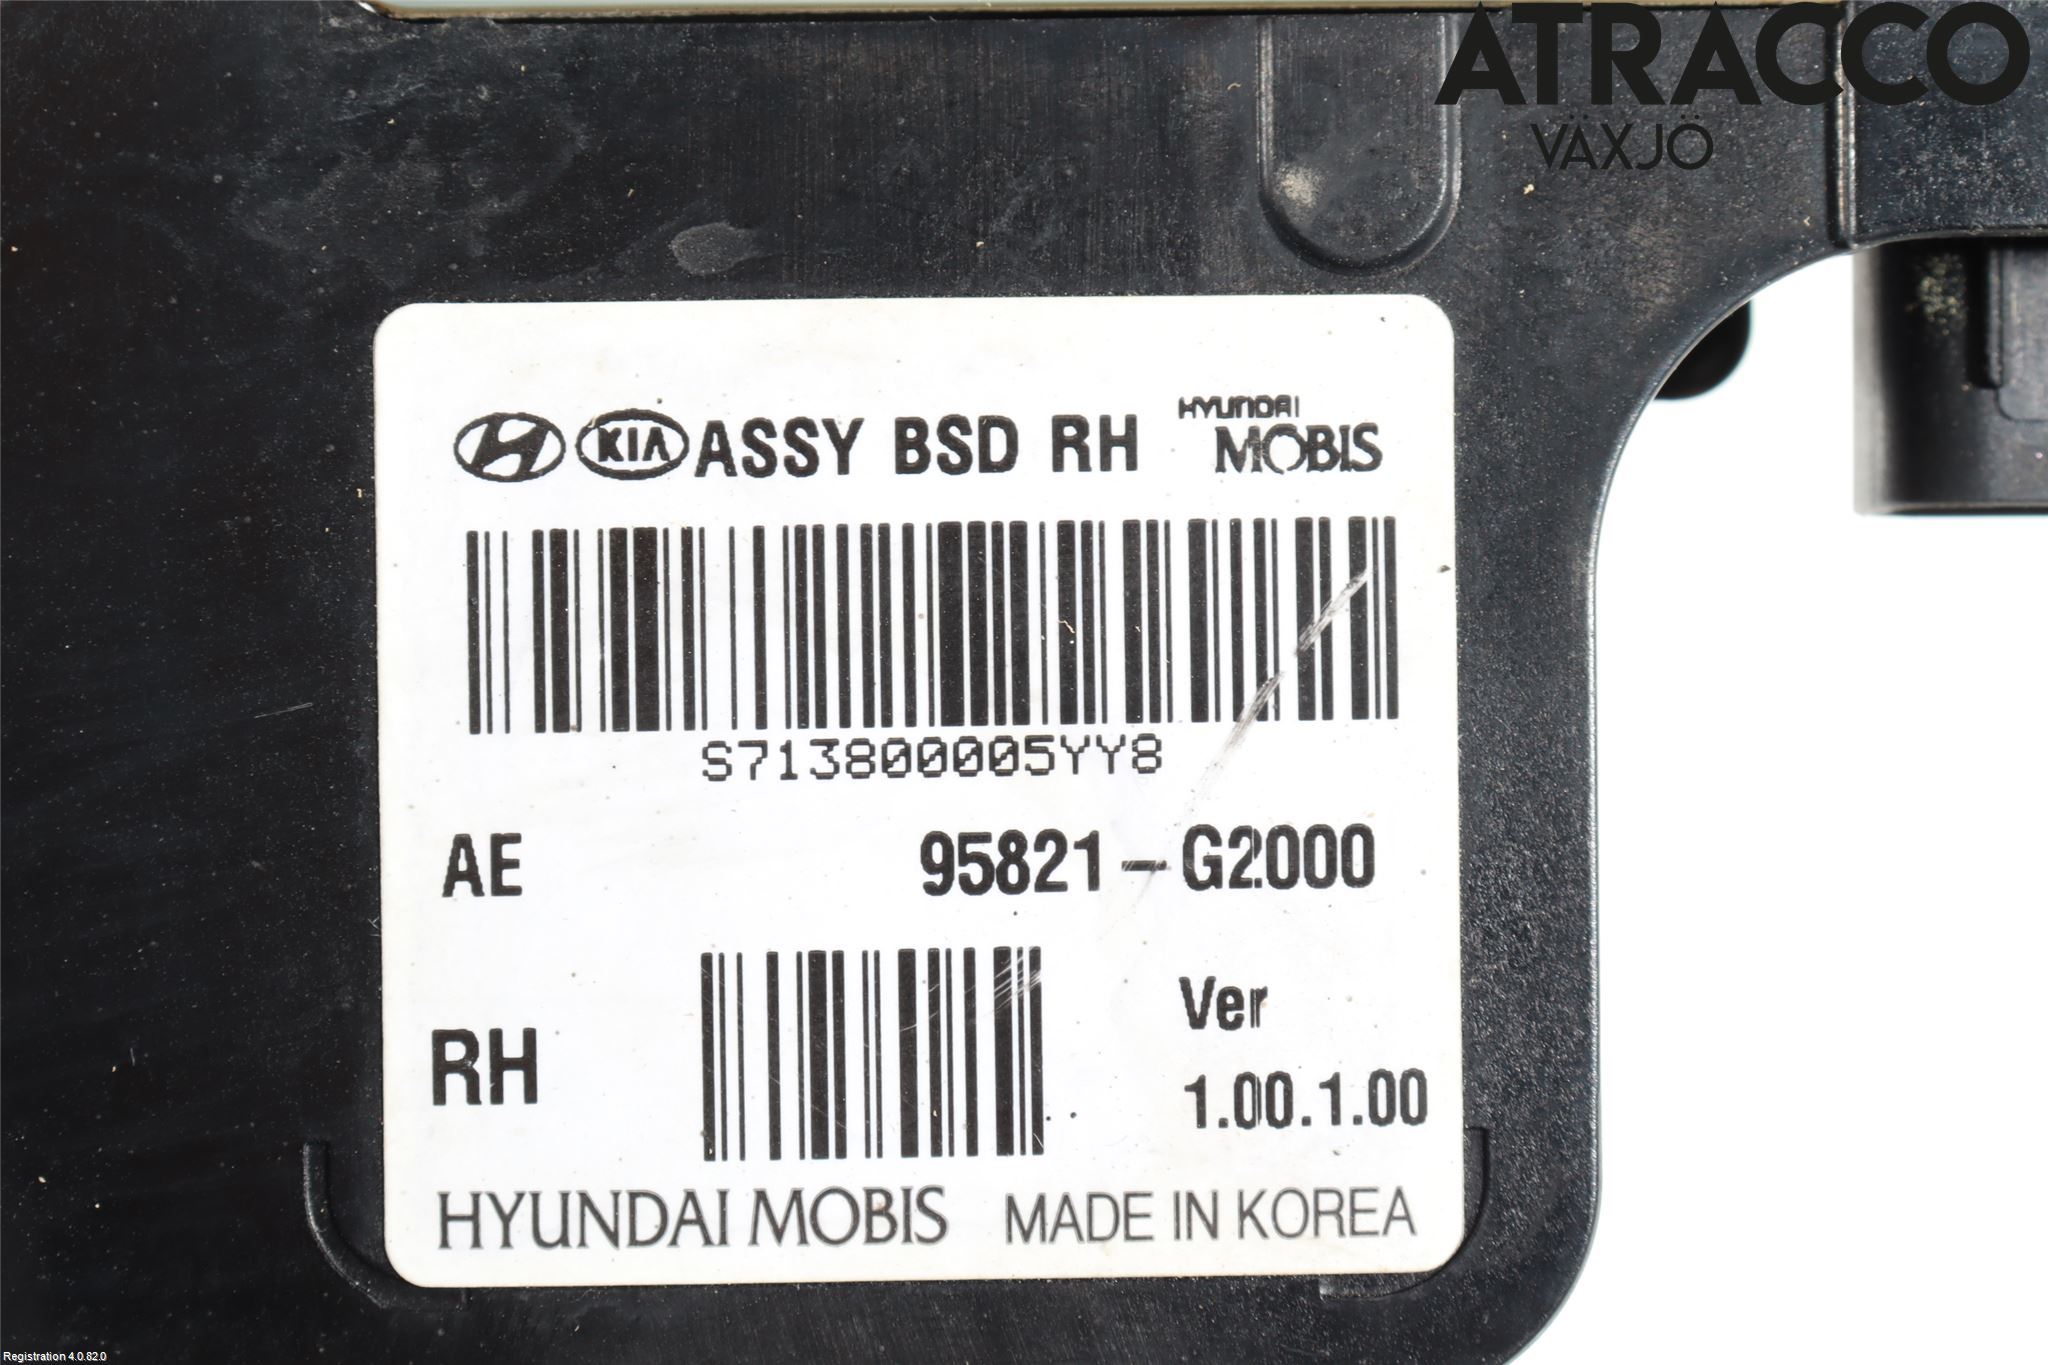 ATRACCO
VÄXJÖ
KIA ASSY BSD RH HYUNDAI MOBIS
S713800005YY8
AE 95821-G2000
RH Ver
1.00.1.00
HYUNDAI MOBIS MADE IN KOREA
Registration 4.0.82.0